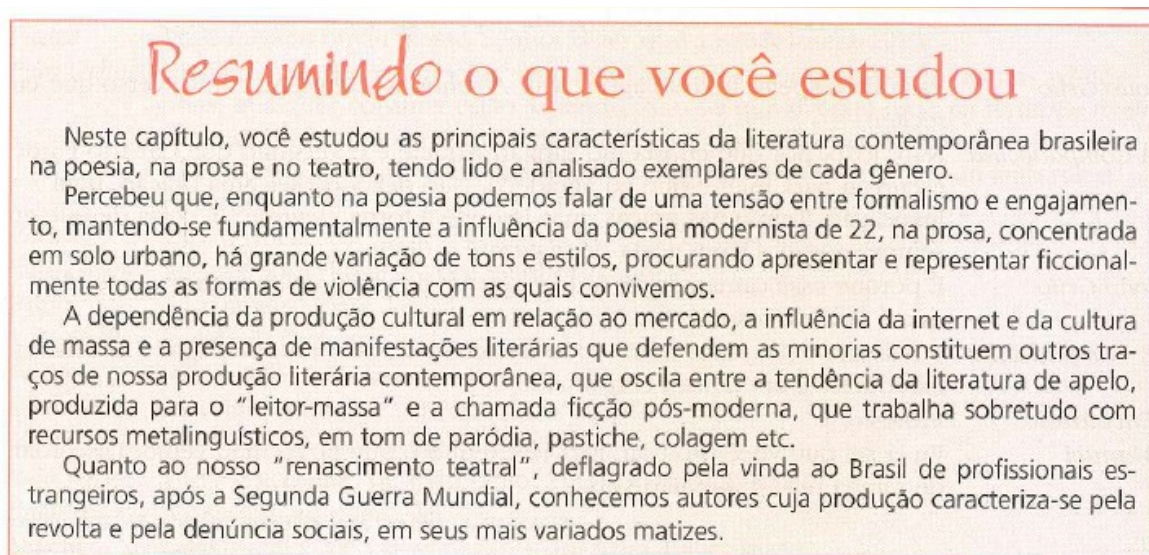 Resumindo o que você estudou
Neste capítulo, você estudou as principais características da literatura contemporânea brasileira
na poesia, na prosa e no teatro, tendo lido e analisado exemplares de cada gênero.
Percebeu que, enquanto na poesia podemos falar de uma tensão entre formalismo e engajamen-
to, mantendo-se fundamentalmente a influência da poesia modernista de 22, na prosa, concentrada
em solo urbano, há grande variação de tons e estilos, procurando apresentar e representar ficcional-
mente todas as formas de violência com as quais convivemos.
A dependência da produção cultural em relação ao mercado, a influência da internet e da cultura
de massa e a presença de manifestações literárias que defendem as minorias constituem outros tra-
ços de nossa produção literária contemporânea, que oscila entre a tendência da literatura de apelo,
produzida para o "leitor-massa" e a chamada ficção pós-moderna, que trabalha sobretudo com
recursos metalinguísticos, em tom de paródia, pastiche, colagem etc.
Quanto ao nosso "renascimento teatral", deflagrado pela vinda ao Brasil de profissionais es-
trangeiros, após a Segunda Guerra Mundial, conhecemos autores cuja produção caracteriza-se pela
revolta e pela denúncia sociais, em seus mais variados matizes.